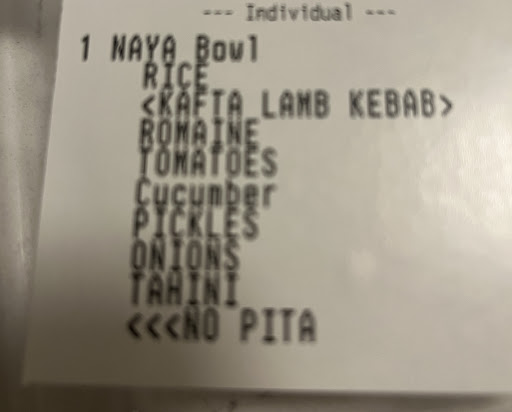 --- Individual ---
1 NAYA Bowl
RICE
<KAFTA LAMB KEBAB>
ROMAINE
TOMATOES
Cucumber
PICKLES
ONIONS
TAHINI
<<<NO PITA